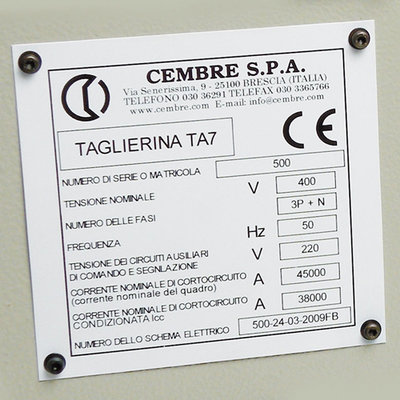 CEMBRE S.P.A.
Via Senerissima, 9 - 25100 BRESCIA (ITALIA)
TELEFONO 030 36291 TELEFAX 030 3365766
www.cembre.com E-mail: info@cembre.com
TAGLIERINA TA7
CE
NUMERO DI SERIE O MATRICOLA 500
TENSIONE NOMINALE V 400
NUMERO DELLE FASI 3P + N
FREQUENZA Hz 50
TENSIONE DEI CIRCUITI AUSILIARI
DI COMANDO E SEGNILAZIONE V 220
CORRENTE NOMINALE DI CORTOCIRCUITO
(corrente nominale del quadro) A 45000
CORRENTE NOMINALE DI CORTOCIRCUITO
CONDIZIONATA Icc A 38000
NUMERO DELLO SCHEMA ELETTRICO 500-24-03-2009FB